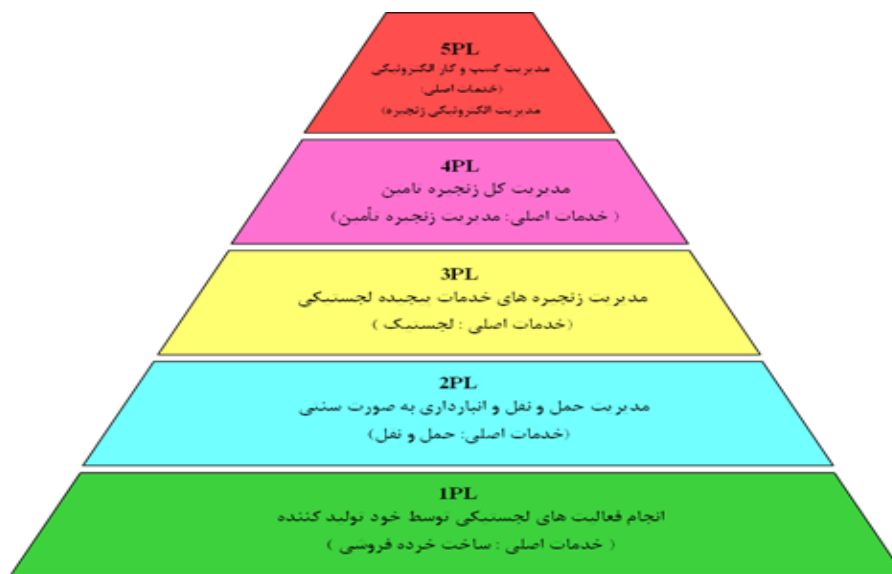 5PL
مدیریت کسب و کار الکترونیکی
(خدمات اصلی:
مدیریت الکترونیکی زنجیره)
4PL
مدیریت کل زنجیره تامین
( خدمات اصلی: مدیریت زنجیره تأمین)
3PL
مدیریت زنجیره های خدمات پیچیده لجستیکی
(خدمات اصلی : لجستیک )
2PL
مدیریت حمل و نقل و انبارداری به صورت سنتی
(خدمات اصلی: حمل و نقل)
1PL
انجام فعالیت های لجستیکی توسط خود تولید کننده
( خدمات اصلی : ساخت خرده فروشی )